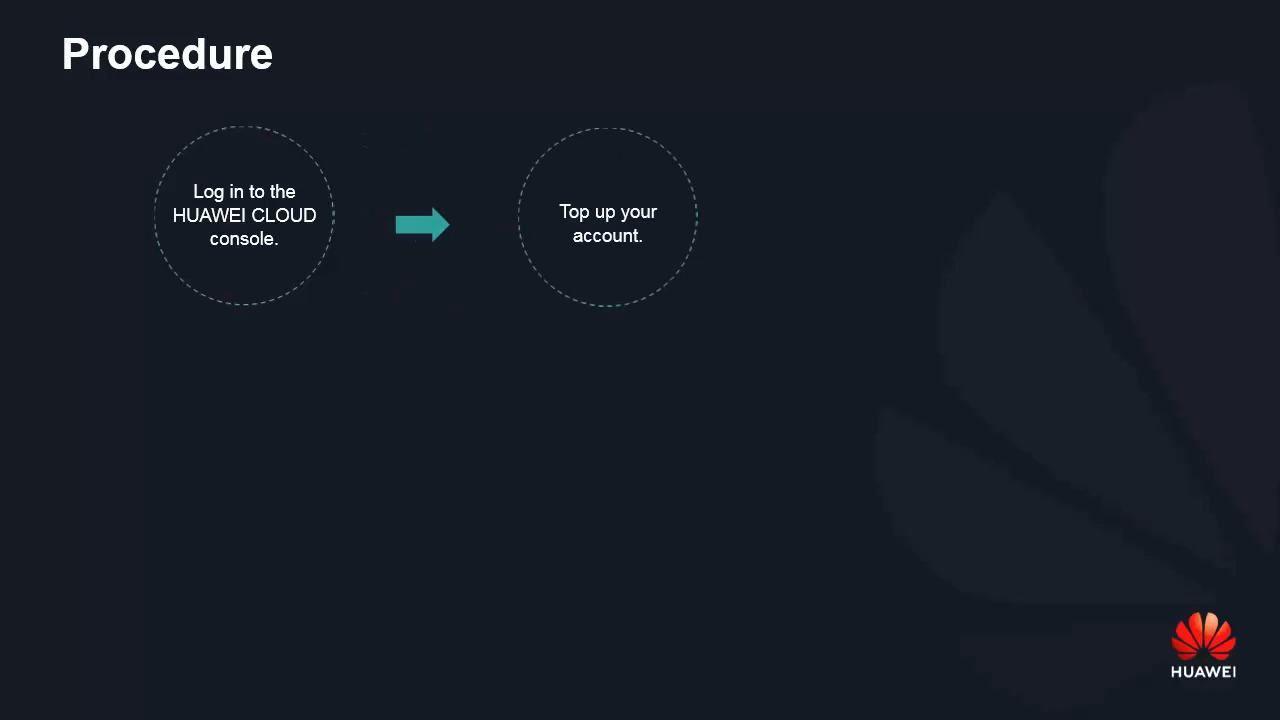 Procedure
Log in to the
HUAWEI CLOUD
console.
Top up your
account.
HUAWEI